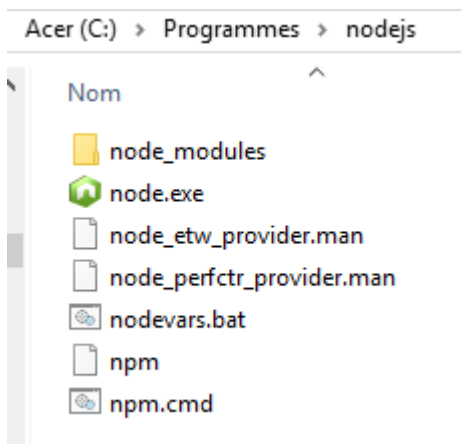 Acer (C:) > Programmes > nodejs
Nom
node_modules
node.exe
node_etw_provider.man
node_perfctr_provider.man
nodevars.bat
npm
npm.cmd